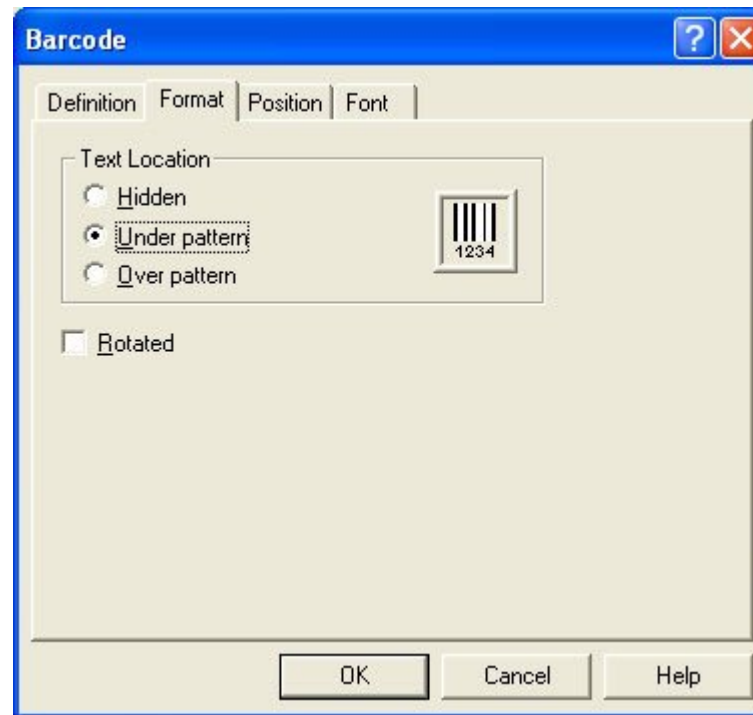 Barcode
Definition Format Position Font
Text Location
Hidden
Under pattern
Over pattern
1234
Rotated
OK Cancel Help